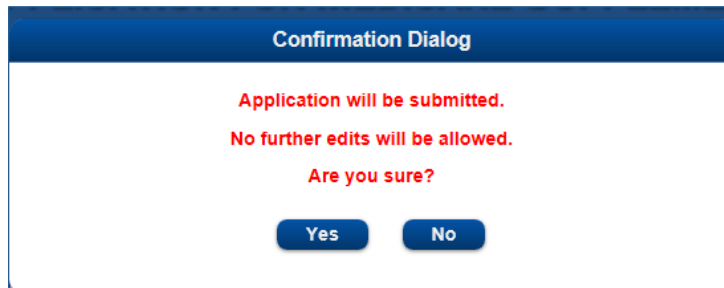 Confirmation Dialog
Application will be submitted.
No further edits will be allowed.
Are you sure?
Yes No